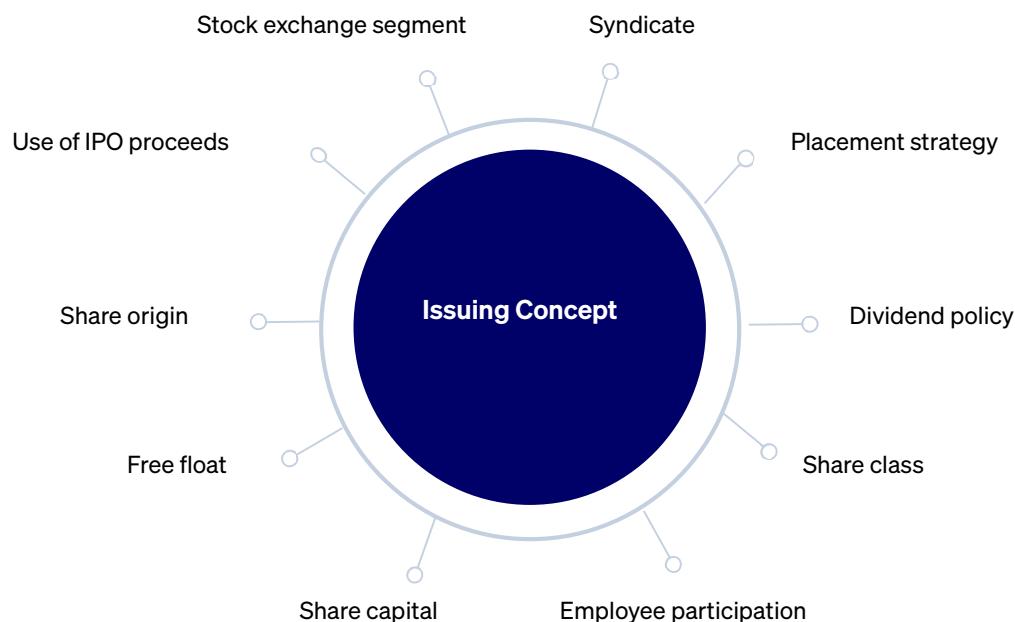 Stock exchange segment
Syndicate
Use of IPO proceeds
Placement strategy
Issuing Concept
Share origin
Dividend policy
Free float
Share class
Share capital
Employee participation